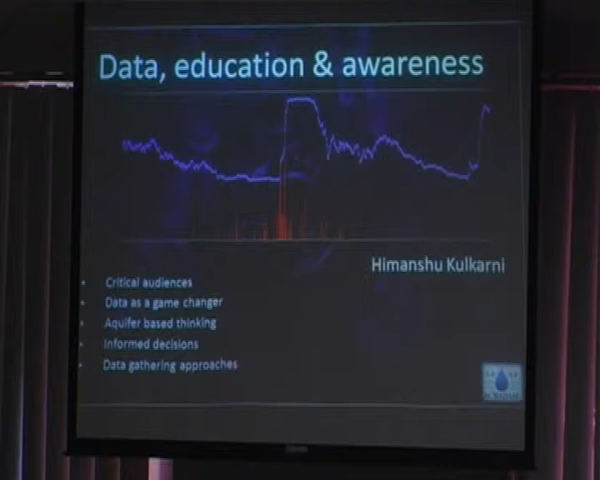 Data, education & awareness
Himanshu Kulkarni
Critical audiences
Data as a game changer
Aquifer based thinking
Informed decisions
Data gathering approaches